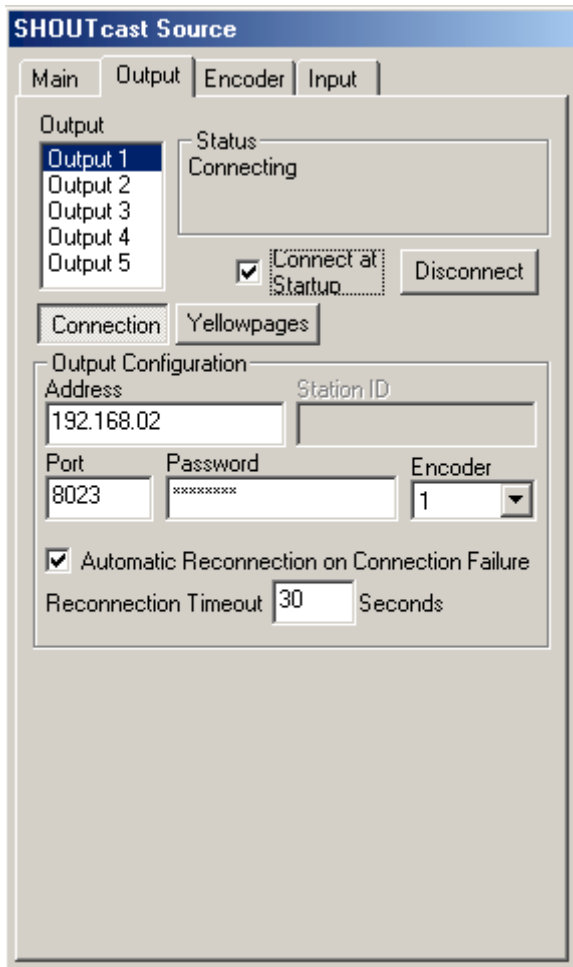 SHOUTcast Source
Main Output Encoder Input
Output
Output 1
Output 2
Output 3
Output 4
Output 5
Status
Connecting
Connect at
Startup
Disconnect
Connection Yellowpages
Output Configuration
Address Station ID
192.168.02
Port Password Encoder
8023 ******** 1
Automatic Reconnection on Connection Failure
Reconnection Timeout 30 Seconds